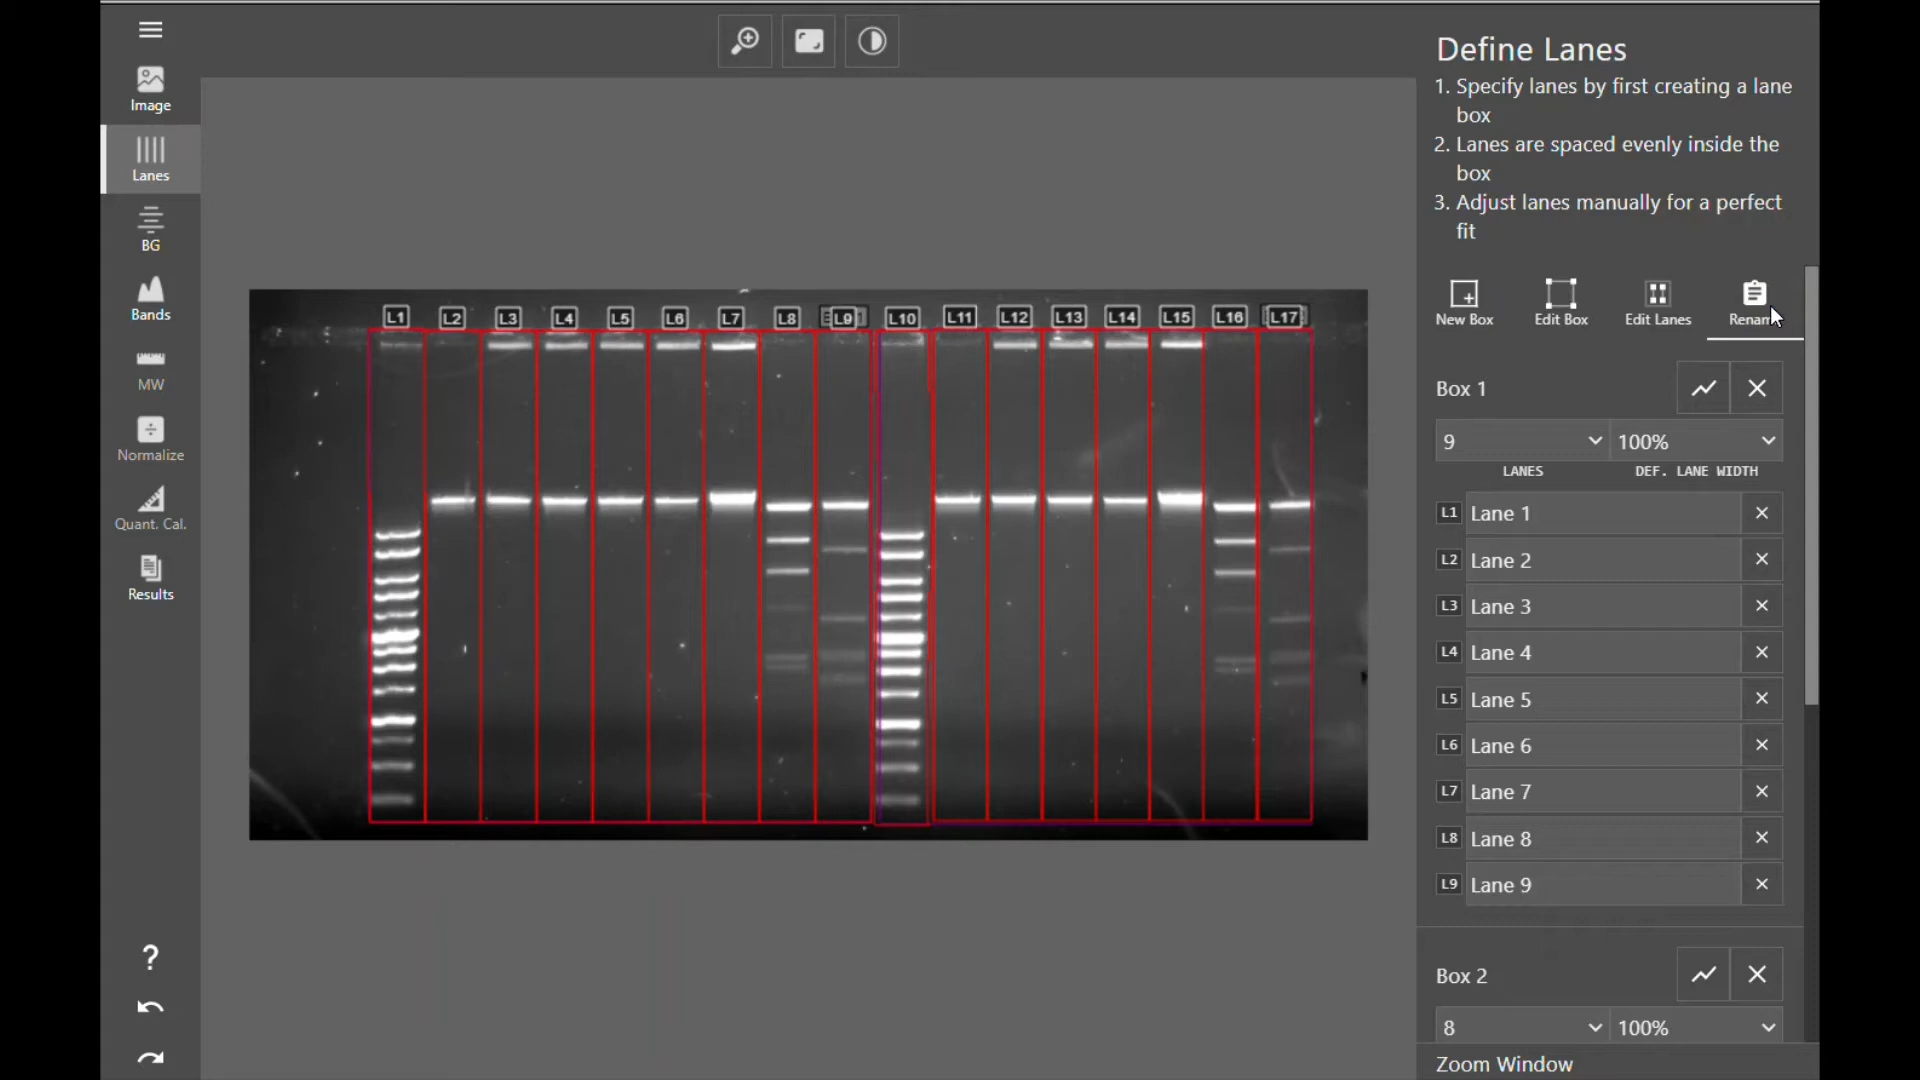 Image
Lanes
BG
Bands
MW
Normalize
Quant. Cal.
Results
?
L1 L2 L3 L4 L5 L6 L7 L8 L9 L10 L11 L12 L13 L14 L15 L16 L17
Define Lanes
1. Specify lanes by first creating a lane
box
2. Lanes are spaced evenly inside the
box
3. Adjust lanes manually for a perfect
fit
New Box Edit Box Edit Lanes
Box 1
9 100%
LANES DEF. LANE WIDTH
L1 Lane 1
L2 Lane 2
L3 Lane 3
L4 Lane 4
L5 Lane 5
L6 Lane 6
L7 Lane 7
L8 Lane 8
L9 Lane 9
Box 2
8 100%
Zoom Window